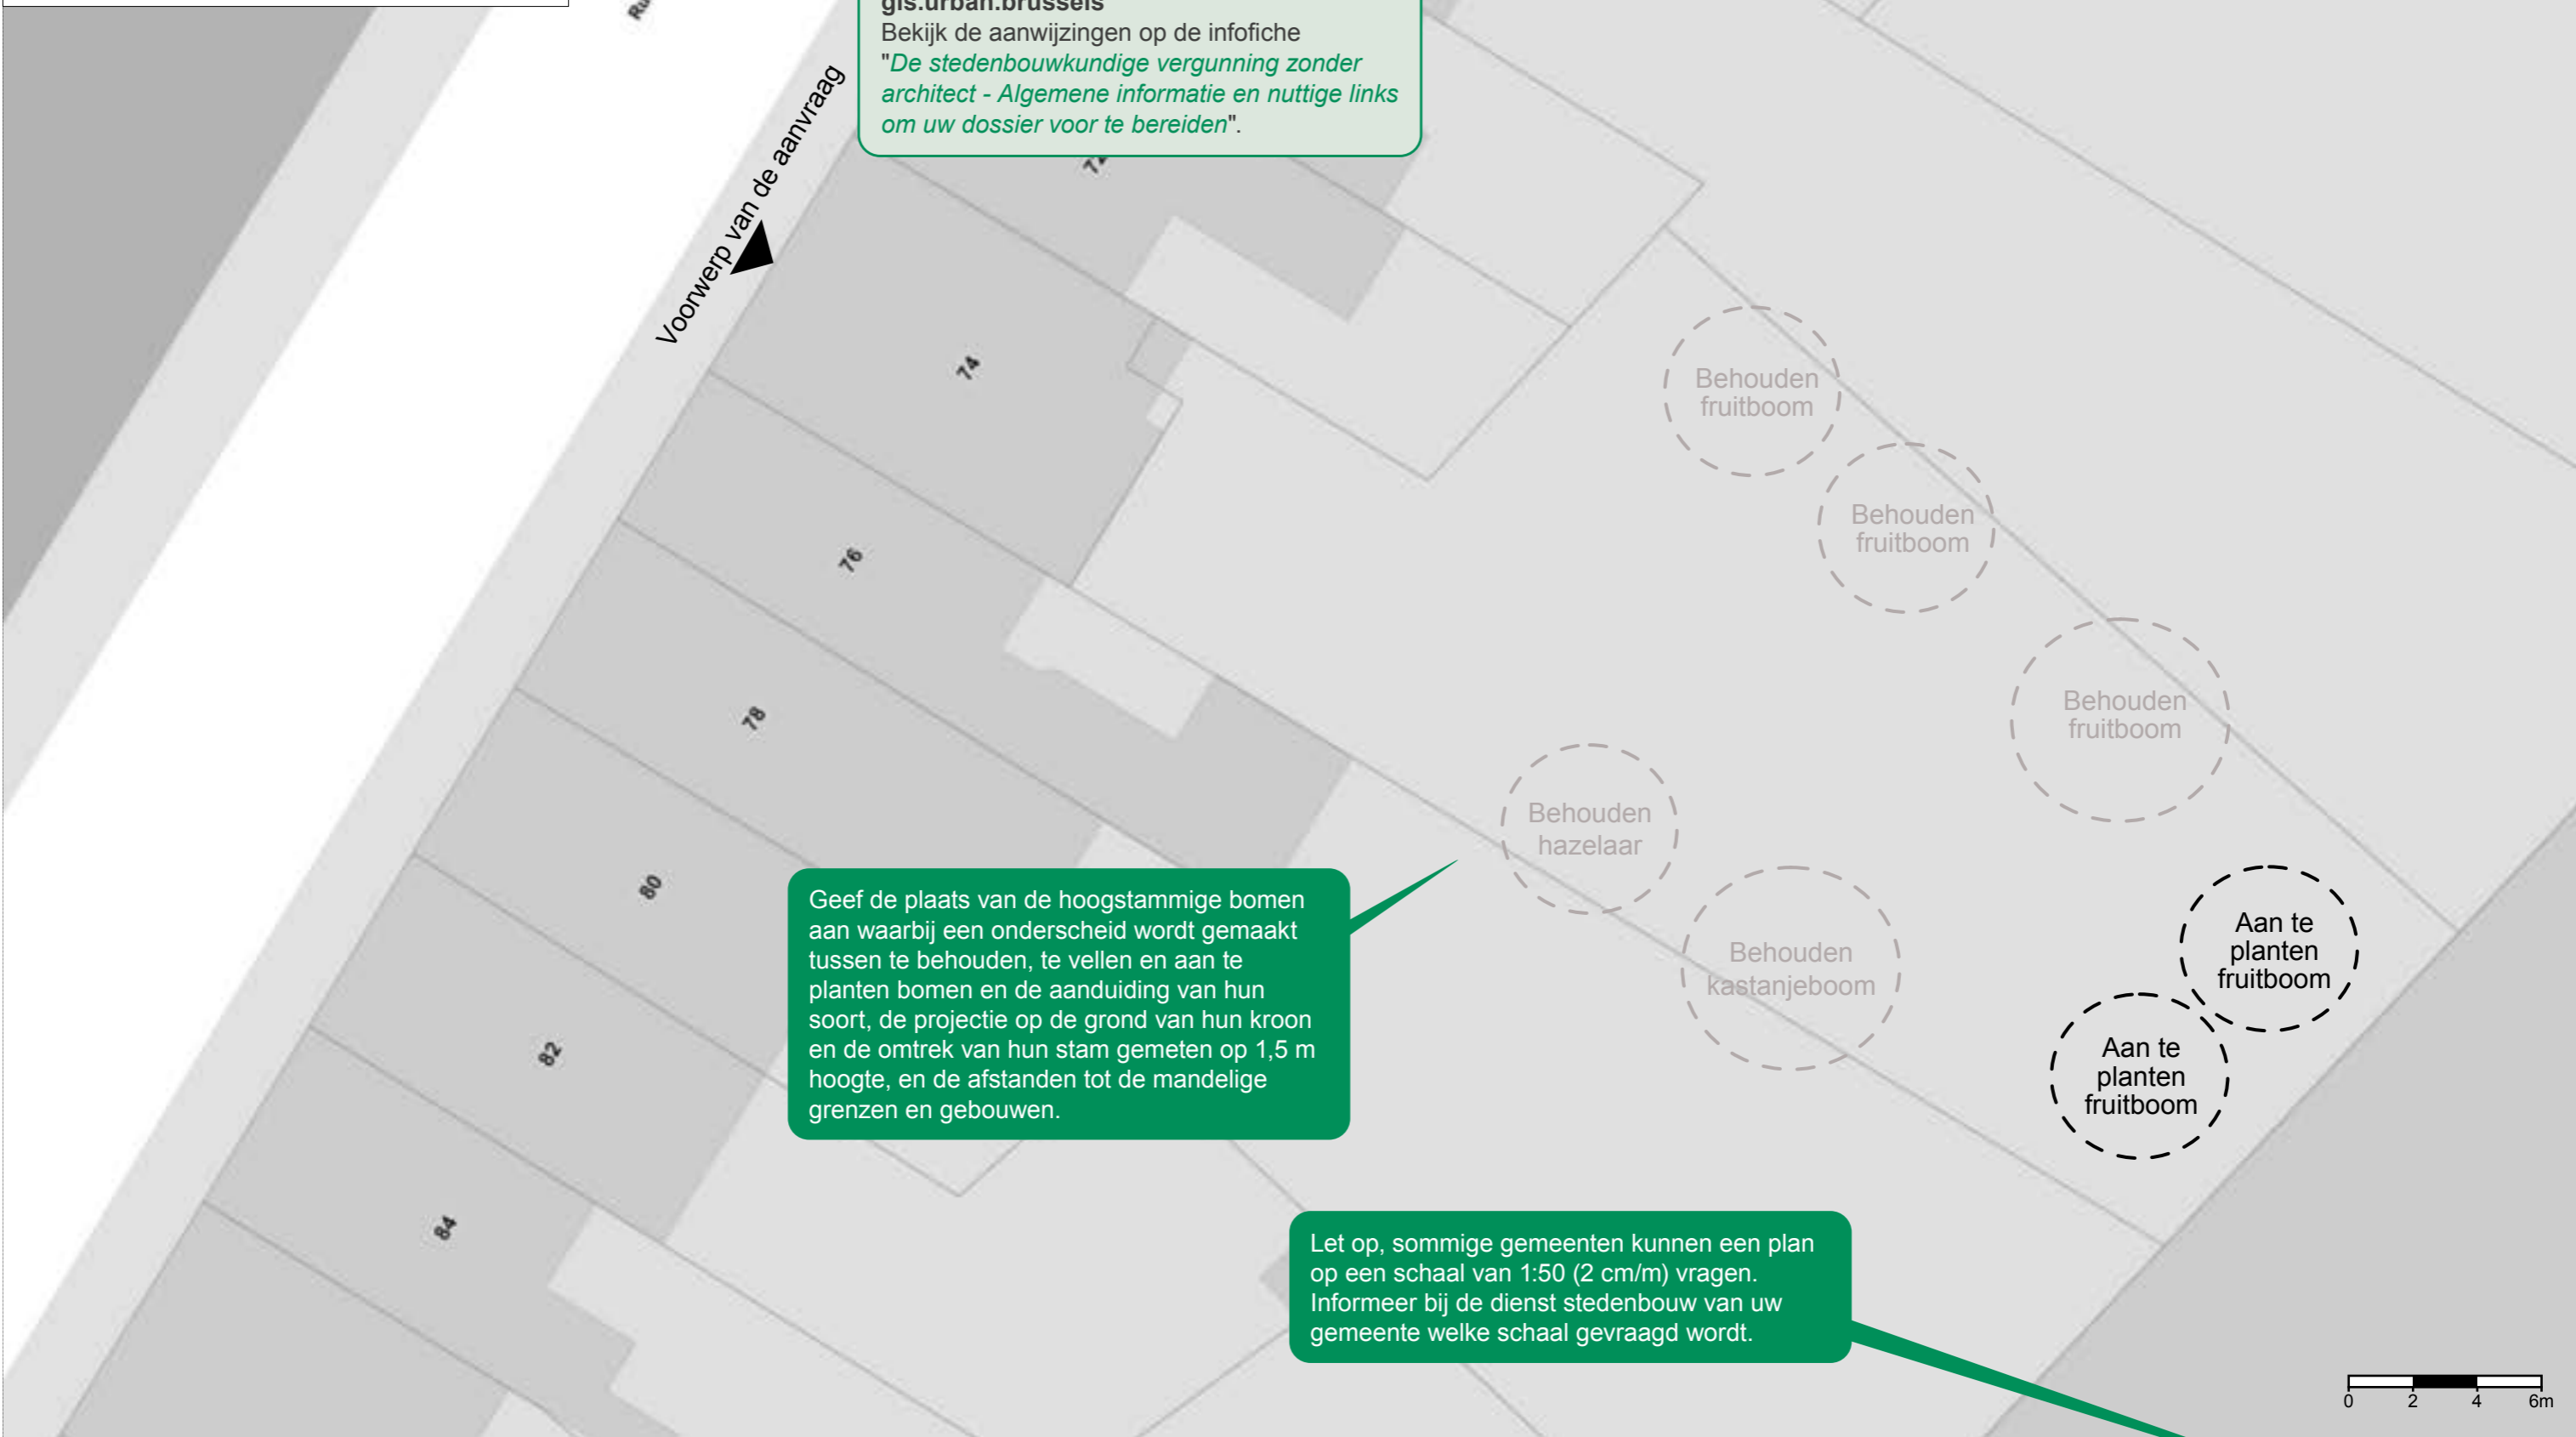 gis.urban.brussels
Bekijk de aanwijzingen op de infofiche
"De stedenbouwkundige vergunning zonder
architect - Algemene informatie en nuttige links
om uw dossier voor te bereiden".
Voorwerp van de aanvraag
74
76
78
80
82
84
Behouden
fruitboom
Behouden
fruitboom
Behouden
fruitboom
Behouden
hazelaar
Behouden
kastanjeboom
Aan te
planten
fruitboom
Aan te
planten
fruitboom
Geef de plaats van de hoogstammige bomen
aan waarbij een onderscheid wordt gemaakt
tussen te behouden, te vellen en aan te
planten bomen en de aanduiding van hun
soort, de projectie op de grond van hun kroon
en de omtrek van hun stam gemeten op 1,5 m
hoogte, en de afstanden tot de mandelige
grenzen en gebouwen.
Let op, sommige gemeenten kunnen een plan
op een schaal van 1:50 (2 cm/m) vragen.
Informeer bij de dienst stedenbouw van uw
gemeente welke schaal gevraagd wordt.
0 2 4 6m